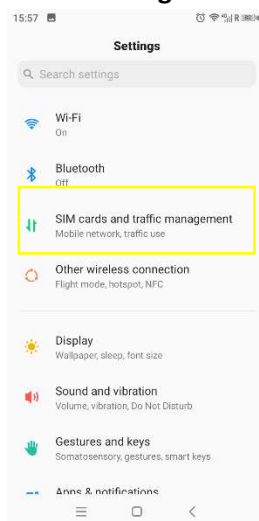 15:57
Settings
Search settings
Wi-Fi
On
Bluetooth
Off
SIM cards and traffic management
Mobile network, traffic use
Other wireless connection
Flight mode, hotspot, NFC
Display
Wallpaper, sleep, font size
Sound and vibration
Volume, vibration, Do Not Disturb
Gestures and keys
Somatosensory, gestures, smart keys
Apps & notifications